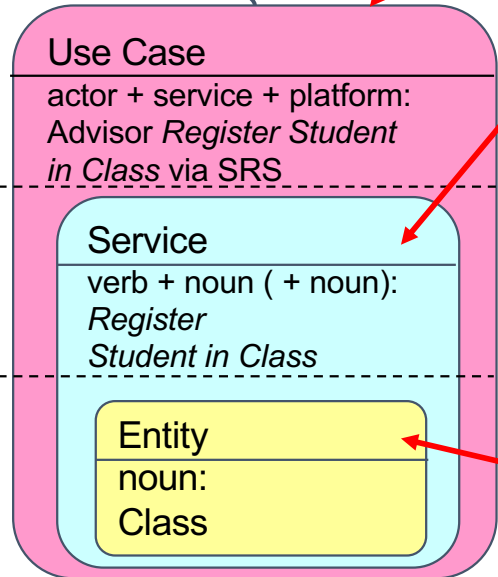 Use Case
actor + service + platform:
Advisor Register Student
in Class via SRS
Service
verb + noun ( + noun):
Register
Student in Class
Entity
noun:
Class